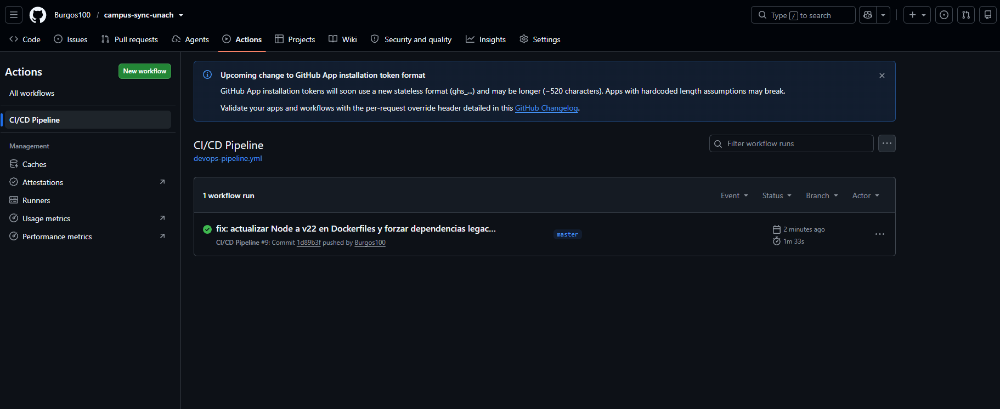 Burgos100 / campus-sync-unach
Type / to search
Code Issues Pull requests Agents Actions Projects Wiki Security and quality Insights Settings
Actions
New workflow
All workflows
CI/CD Pipeline
Management
Caches
Attestations
Runners
Usage metrics
Performance metrics
Upcoming change to GitHub App installation token format
GitHub App installation tokens will soon use a new stateless format (ghs_...) and may be longer (~520 characters). Apps with hardcoded length assumptions may break.
Validate your apps and workflows with the per-request override header detailed in this GitHub Changelog.
CI/CD Pipeline
devops-pipeline.yml
Filter workflow runs
1 workflow run
Event Status Branch Actor
fix: actualizar Node a v22 en Dockerfiles y forzar dependencias legac...
CI/CD Pipeline #9: Commit 1d89b3f pushed by Burgos100
master
2 minutes ago
1m 33s